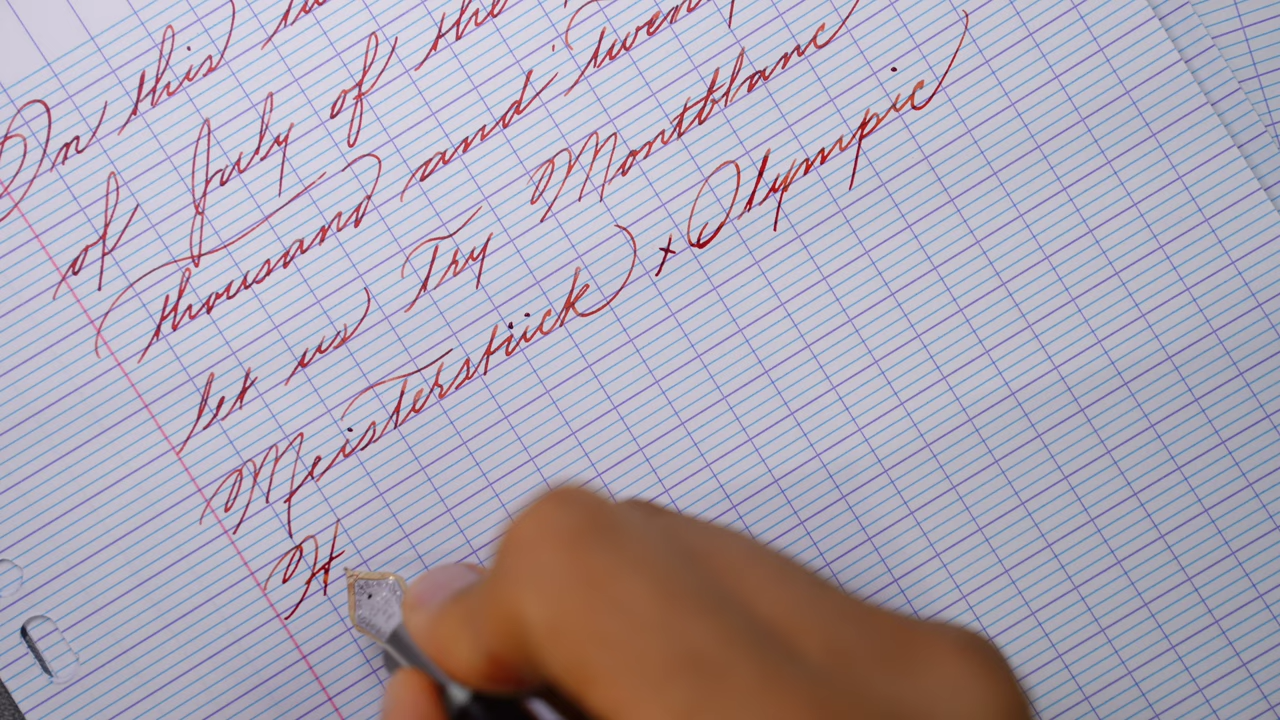 On this
of July of the
thousand and Twen
let us Try Montblanc
Meisterstück x Olympic
H